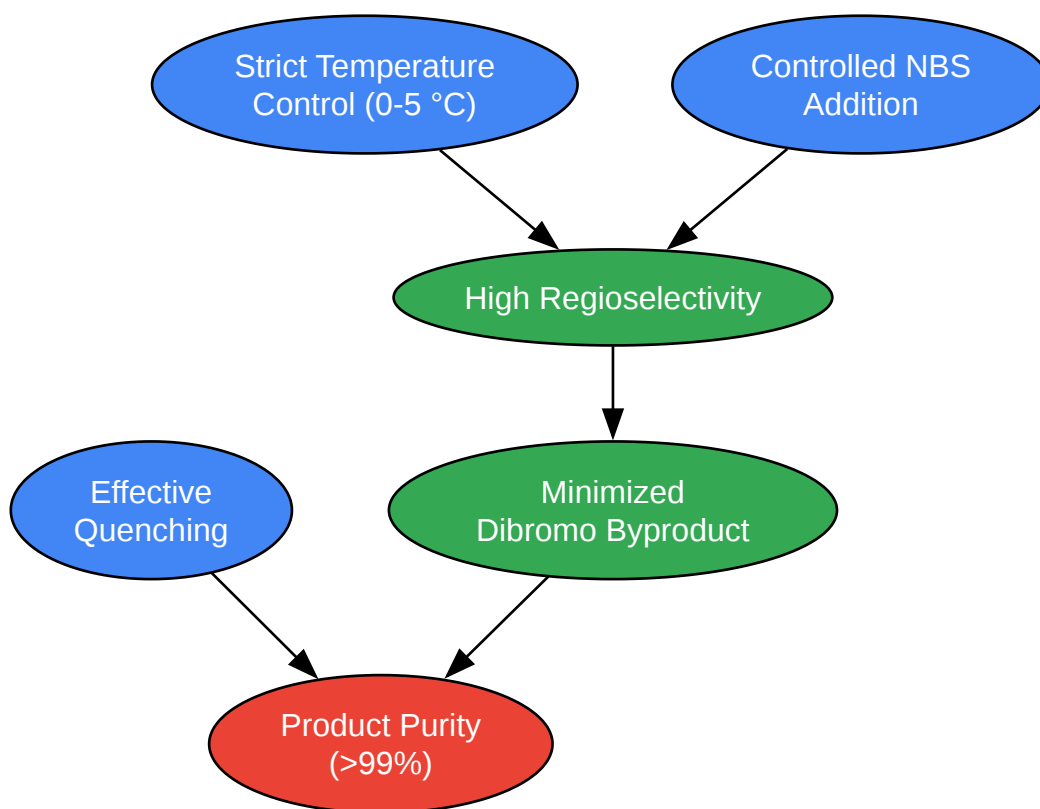 Strict Temperature
Control (0-5 °C)
Controlled NBS
Addition
High Regioselectivity
Effective
Quenching
Minimized
Dibromo Byproduct
Product Purity
(>99%)